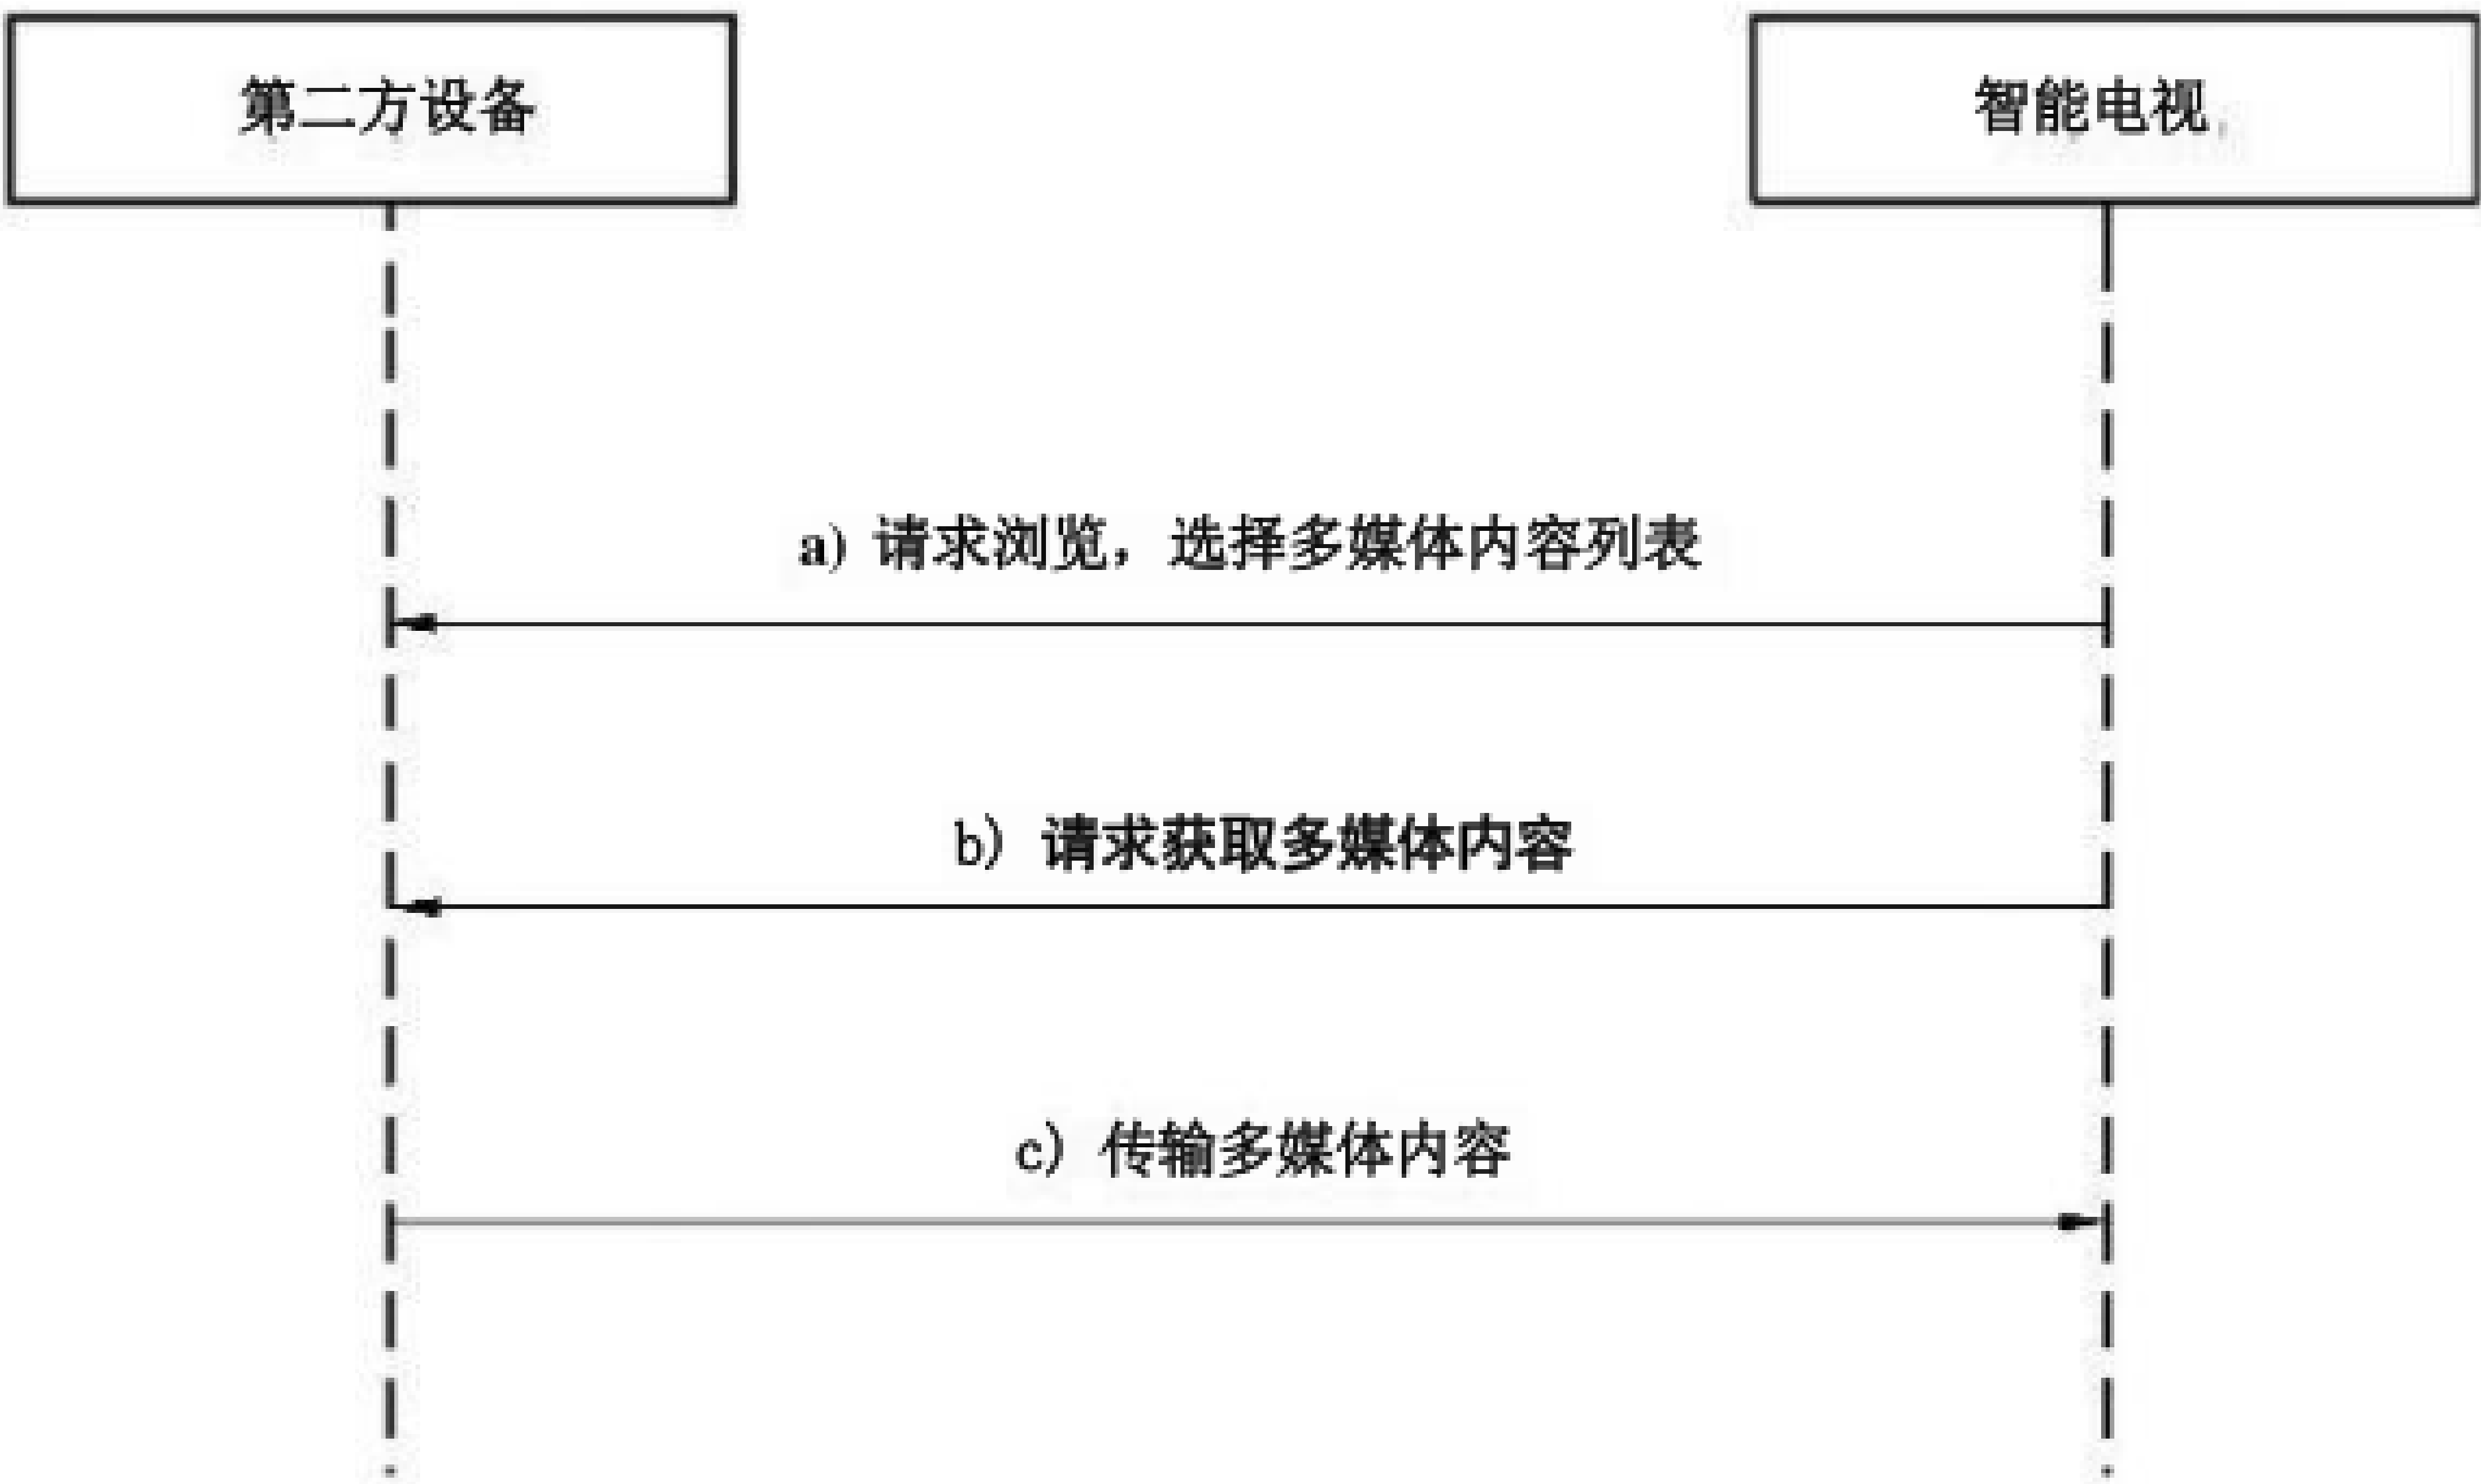 第二方设备
智能电视
a) 请求浏览，选择多媒体内容列表
b) 请求获取多媒体内容
c) 传输多媒体内容